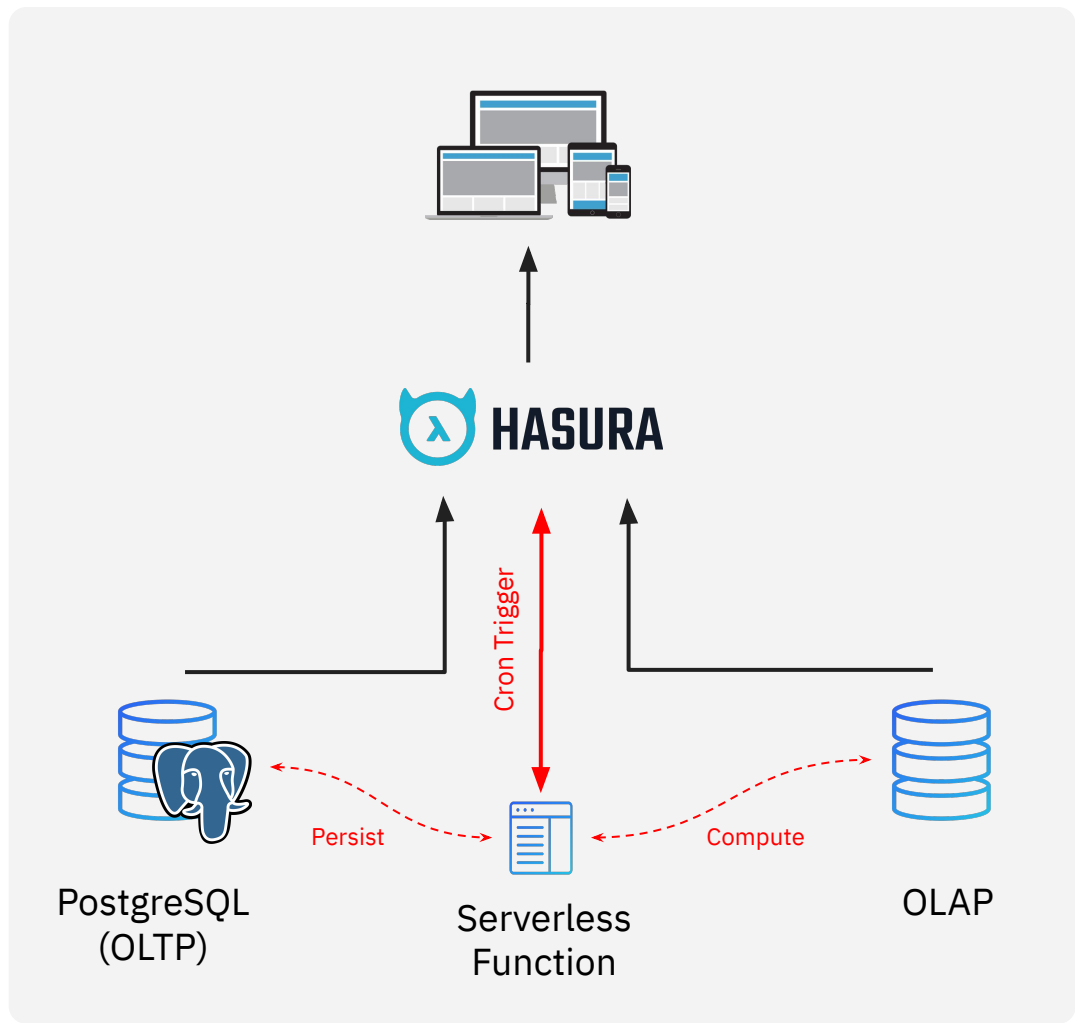 λ HASURA
Cron Trigger
Persist
Compute
PostgreSQL
(OLTP)
Serverless
Function
OLAP